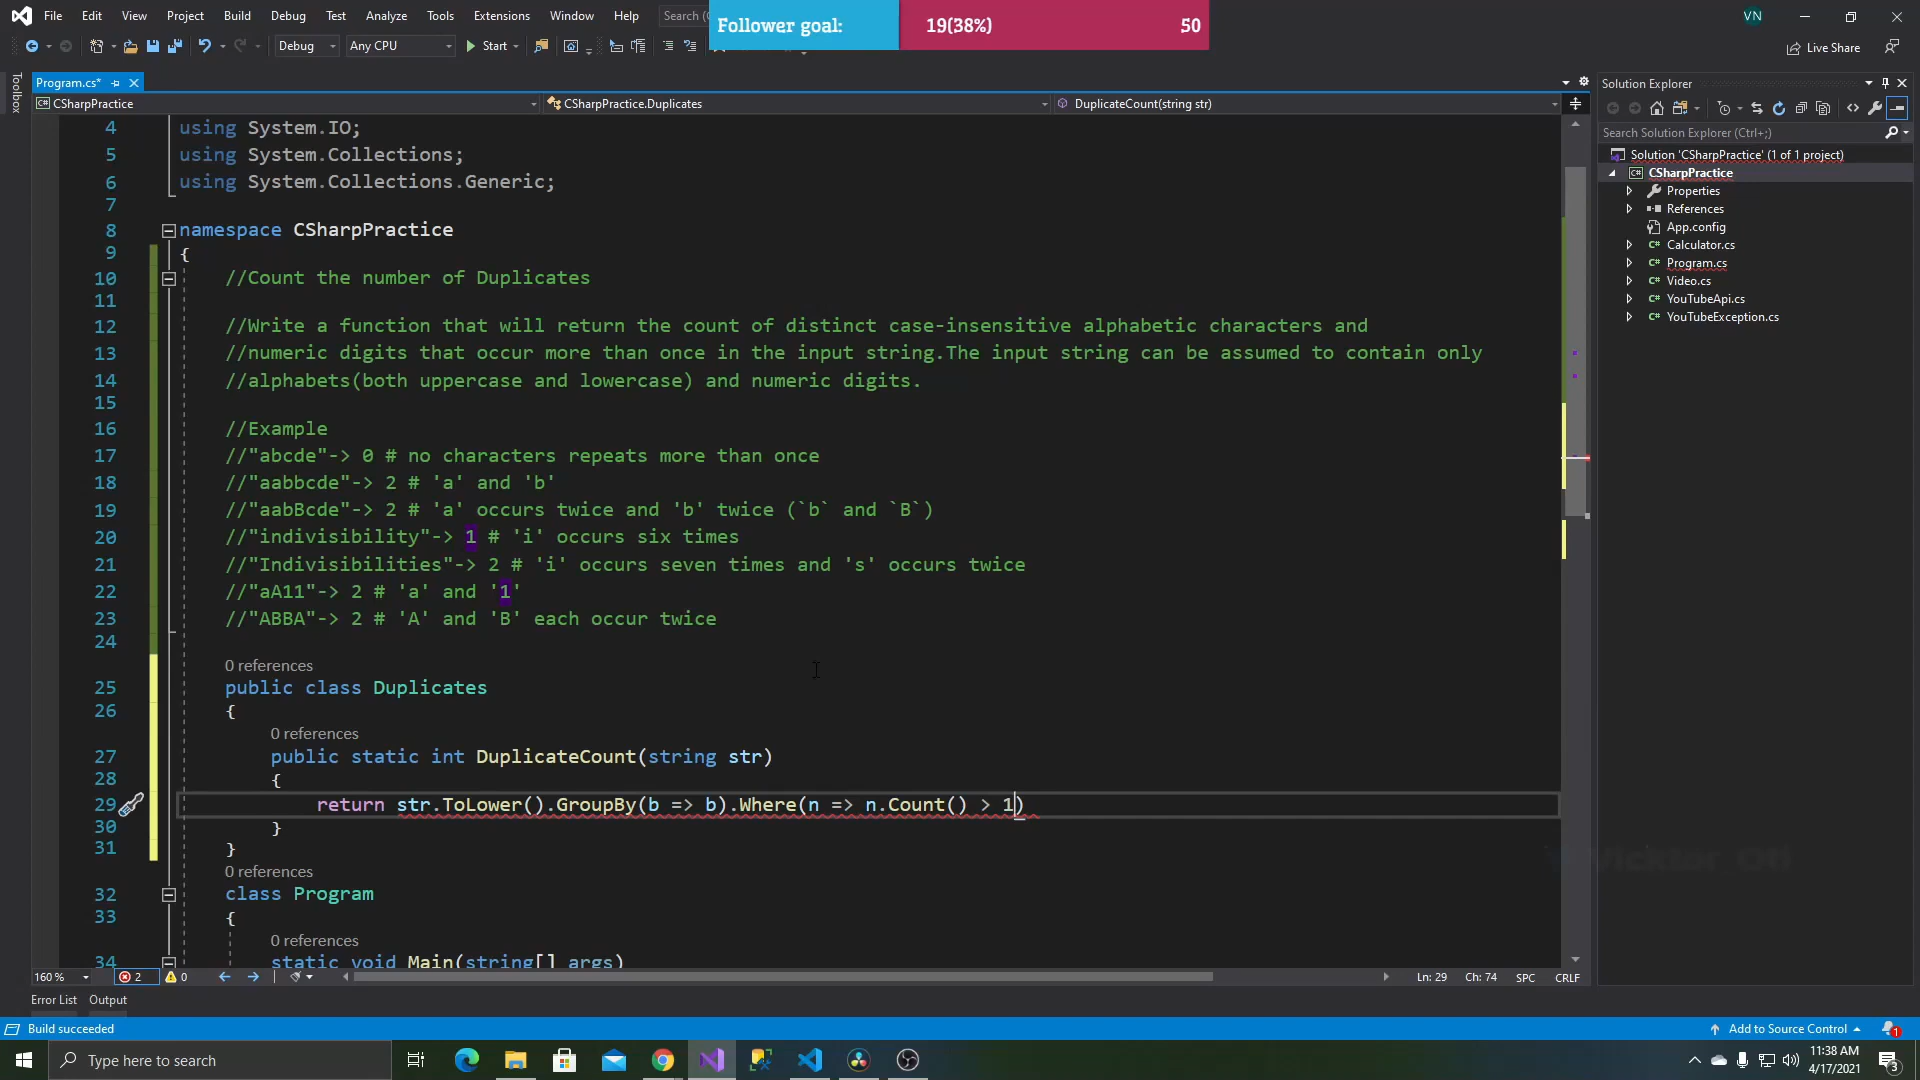 File Edit View Project Build Debug Test Analyze Tools Extensions Window Help Search (
Follower goal: 19(38%) 50
VN
Debug Any CPU Start Live Share
Toolbox
Program.cs*
CSharpPractice CSharpPractice.Duplicates DuplicateCount(string str)
4 using System.IO;
5 using System.Collections;
6 using System.Collections.Generic;
7
8 namespace CSharpPractice
9 {
10 //Count the number of Duplicates
11
12 //Write a function that will return the count of distinct case-insensitive alphabetic characters and
13 //numeric digits that occur more than once in the input string.The input string can be assumed to contain only
14 //alphabets(both uppercase and lowercase) and numeric digits.
15
16 //Example
17 //"abcde"-> 0 # no characters repeats more than once
18 //"aabbcde"-> 2 # 'a' and 'b'
19 //"aabBcde"-> 2 # 'a' occurs twice and 'b' twice (`b` and `B`)
20 //"indivisibility"-> 1 # 'i' occurs six times
21 //"Indivisibilities"-> 2 # 'i' occurs seven times and 's' occurs twice
22 //"aA11"-> 2 # 'a' and '1'
23 //"ABBA"-> 2 # 'A' and 'B' each occur twice
24
0 references
25 public class Duplicates
26 {
0 references
27 public static int DuplicateCount(string str)
28 {
29 return str.ToLower().GroupBy(b => b).Where(n => n.Count() > 1)
30 }
31 }
0 references
32 class Program
33 {
0 references
34 static void Main(string[] args)
160 % 2 0 Ln: 29 Ch: 74 SPC CRLF
Error List Output
Solution Explorer
Search Solution Explorer (Ctrl+;)
Solution 'CSharpPractice' (1 of 1 project)
CSharpPractice
Properties
References
App.config
Calculator.cs
Program.cs
Video.cs
YouTubeApi.cs
YouTubeException.cs
Build succeeded Add to Source Control 1
Type here to search
11:38 AM
4/17/2021
3